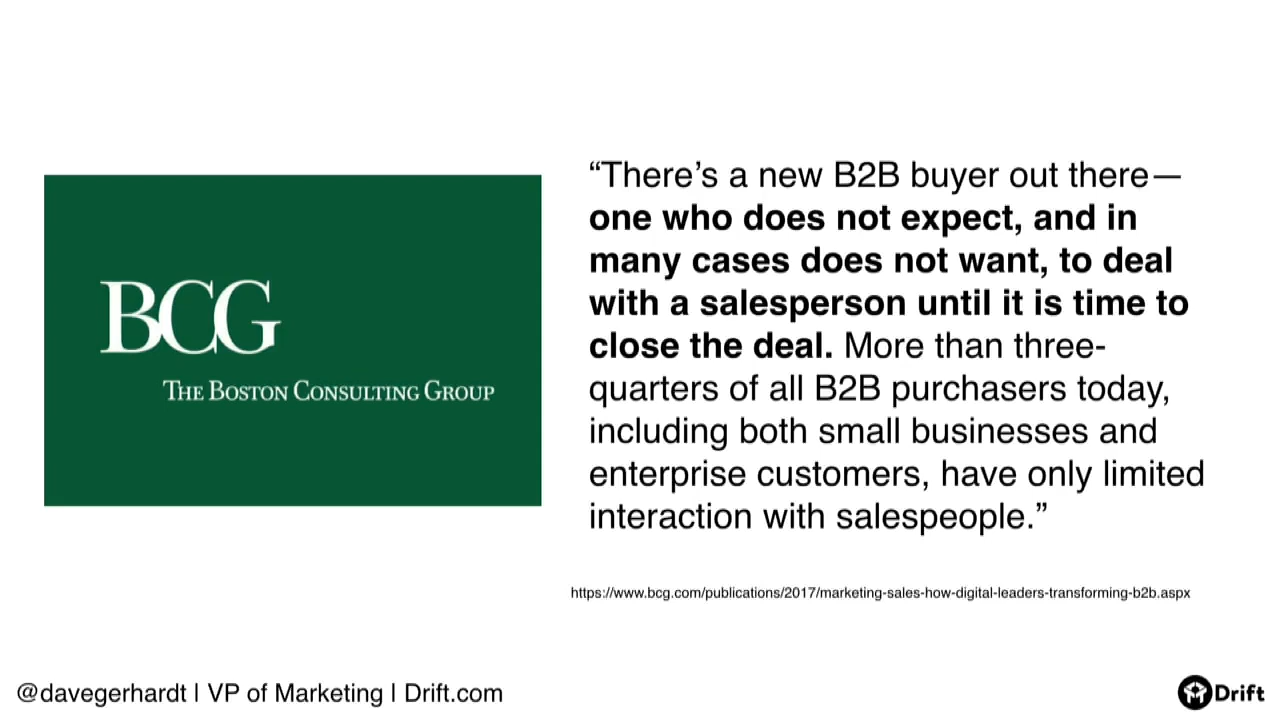 BCG
THE BOSTON CONSULTING GROUP
“There’s a new B2B buyer out there—
one who does not expect, and in
many cases does not want, to deal
with a salesperson until it is time to
close the deal. More than three-
quarters of all B2B purchasers today,
including both small businesses and
enterprise customers, have only limited
interaction with salespeople.”
https://www.bcg.com/publications/2017/marketing-sales-how-digital-leaders-transforming-b2b.aspx
@davegerhardt | VP of Marketing | Drift.com
Drift